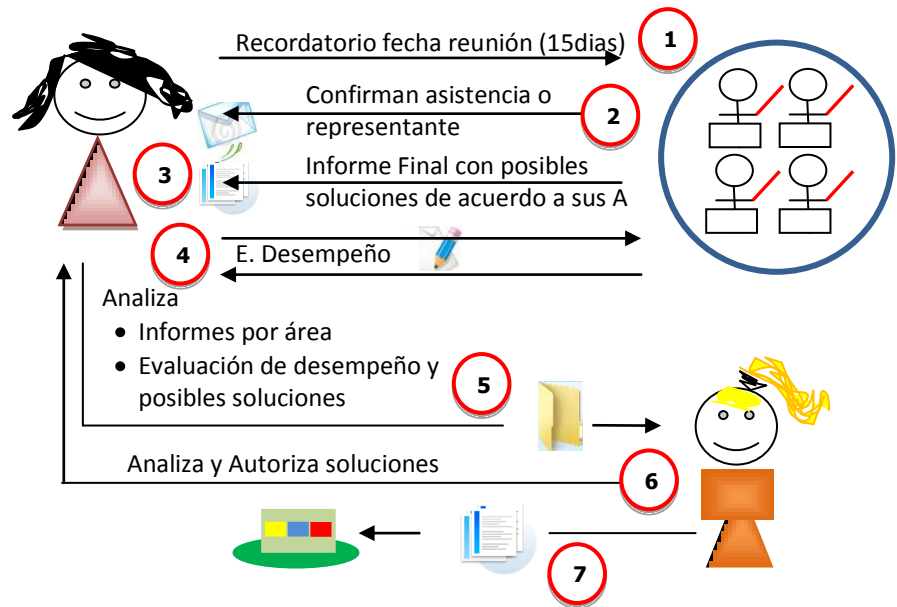 Recordatorio fecha reunión (15dias)
1
Confirman asistencia o
representante
2
3
Informe Final con posibles
soluciones de acuerdo a sus A
4
E. Desempeño
Analiza
• Informes por área
• Evaluación de desempeño y
posibles soluciones
5
Analiza y Autoriza soluciones
6
7